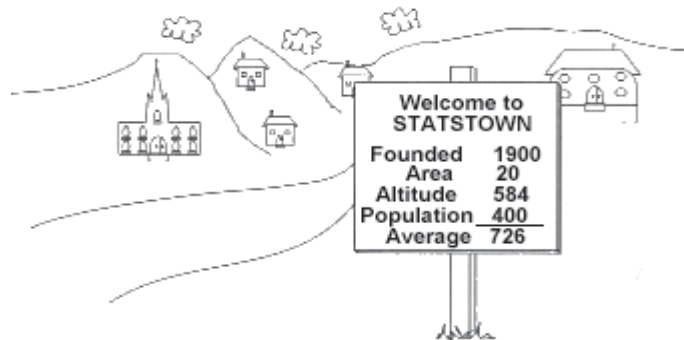 Welcome to
STATSTOWN
Founded 1900
Area 20
Altitude 584
Population 400
Average 726